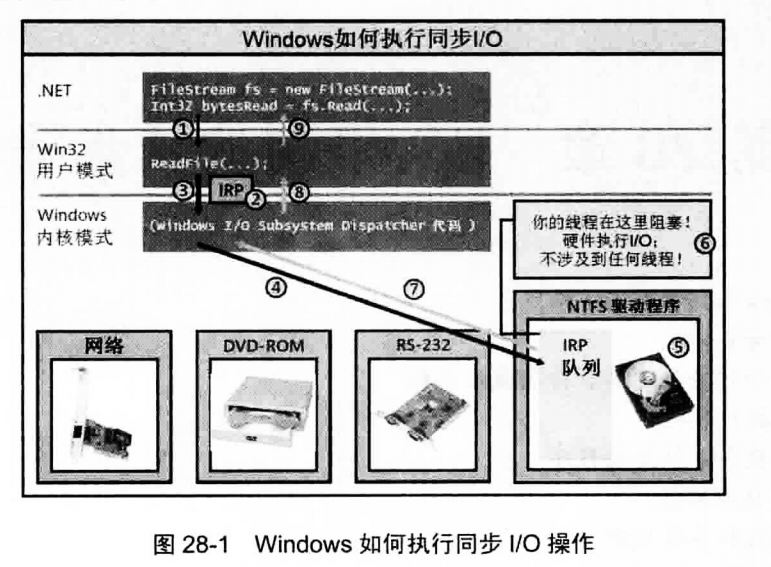 Windows如何执行同步I/O
.NET
FileStream fs = new FileStream(...);
Int32 bytesRead = fs.Read(...);
① ⑨
Win32
用户模式
ReadFile(...);
③ IRP ② ⑧
Windows
内核模式
(Windows I/O Subsystem Dispatcher 代码 )
你的线程在这里阻塞!
硬件执行I/O;
不涉及到任何线程!
⑥
④ ⑦
NTFS 驱动程序
IRP
队列
⑤
网络
DVD-ROM
RS-232
图 28-1 Windows 如何执行同步 I/O 操作